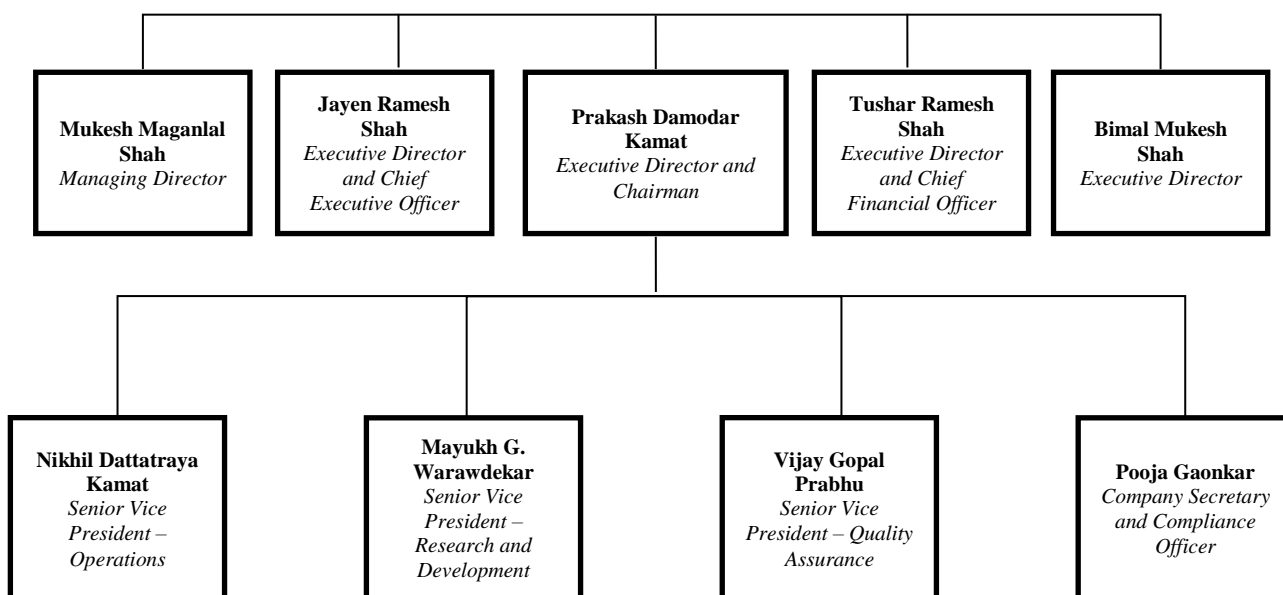 Mukesh Maganlal
Shah
Managing Director
Jayen Ramesh
Shah
Executive Director
and Chief
Executive Officer
Prakash Damodar
Kamat
Executive Director and
Chairman
Tushar Ramesh
Shah
Executive Director
and Chief
Financial Officer
Bimal Mukesh
Shah
Executive Director
Nikhil Dattatraya
Kamat
Senior Vice
President –
Operations
Mayukh G.
Warawdekar
Senior Vice
President –
Research and
Development
Vijay Gopal
Prabhu
Senior Vice
President – Quality
Assurance
Pooja Gaonkar
Company Secretary
and Compliance
Officer